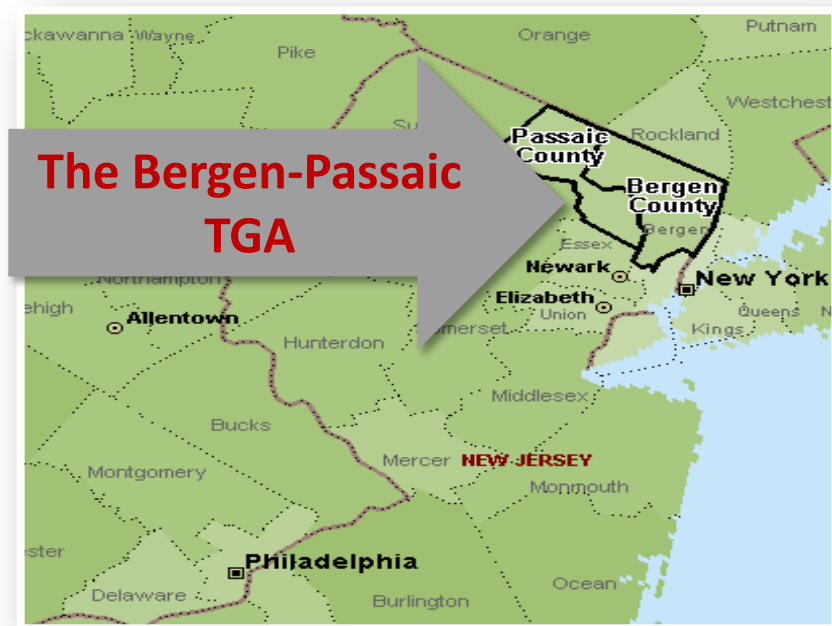 ckawanna Wayne
Pike
Orange
Putnam
Westchest
Su
Passaic
County
Rockland
Bergen
County
Bergen
The Bergen-Passaic
TGA
Essex
Newark
New York
Northampton
Elizabeth
Union
Queens N
Kings
ehigh
Allentown
merset
Hunterdon
Middlesex
Bucks
Mercer NEW JERSEY
Montgomery
Monmouth
ester
Philadelphia
Delaware
Burlington
Ocean